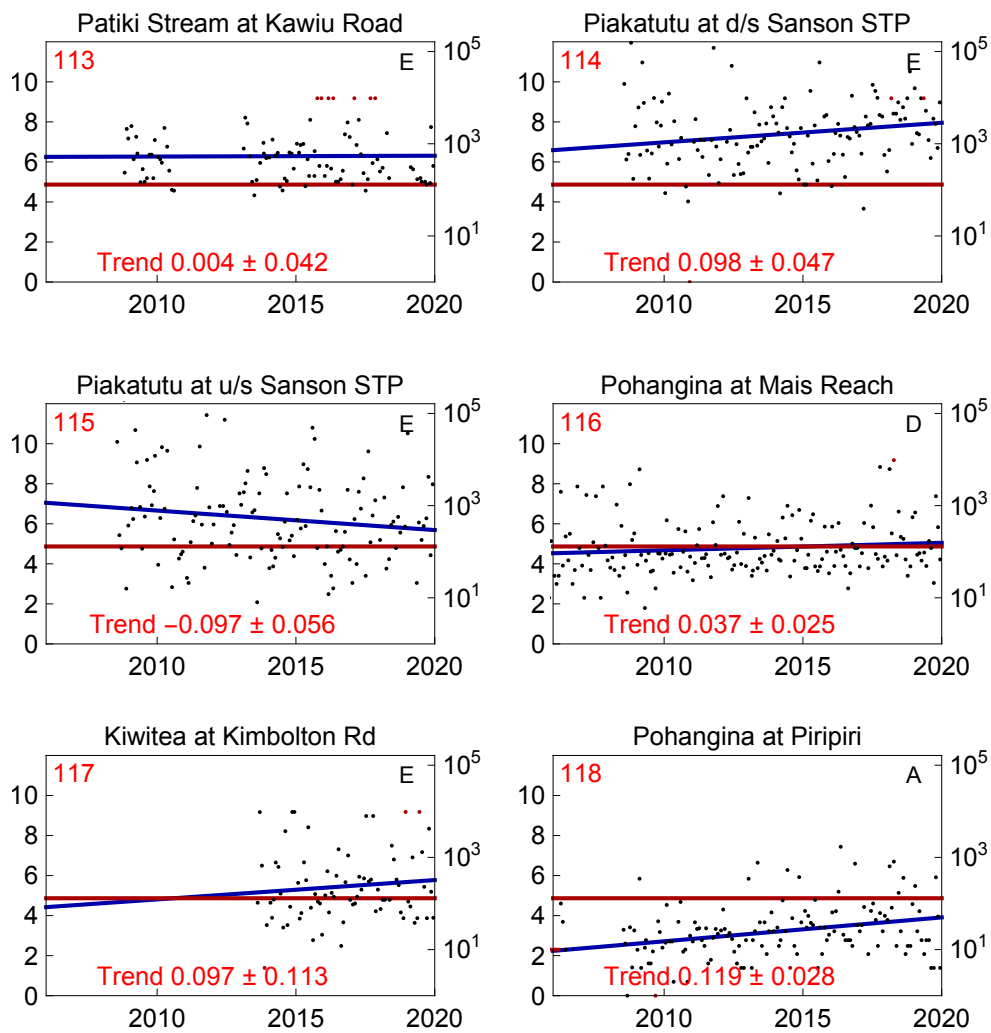 Patiki Stream at Kawiu Road
113
E
10
8
6
4
2
0
10^5
10^3
10^1
Trend 0.004 ± 0.042
2010 2015 2020
Piakatutu at d/s Sanson STP
114
E
10
8
6
4
2
0
10^5
10^3
10^1
Trend 0.098 ± 0.047
2010 2015 2020
Piakatutu at u/s Sanson STP
115
E
10
8
6
4
2
0
10^5
10^3
10^1
Trend −0.097 ± 0.056
2010 2015 2020
Pohangina at Mais Reach
116
D
10
8
6
4
2
0
10^5
10^3
10^1
Trend 0.037 ± 0.025
2010 2015 2020
Kiwitea at Kimbolton Rd
117
E
10
8
6
4
2
0
10^5
10^3
10^1
Trend 0.097 ± 0.113
2010 2015 2020
Pohangina at Piripiri
118
A
10
8
6
4
2
0
10^5
10^3
10^1
Trend 0.119 ± 0.028
2010 2015 2020